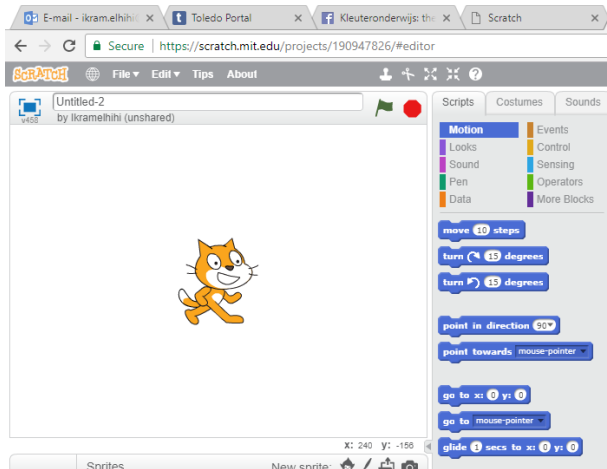 E-mail - ikram.elhihi
Toledo Portal
Kleuteronderwijs: the
Scratch
Secure | https://scratch.mit.edu/projects/190947826/#editor
SCRATCH File Edit Tips About
Untitled-2
v458
by Ikramelhihi (unshared)
Scripts Costumes Sounds
Motion Events
Looks Control
Sound Sensing
Pen Operators
Data More Blocks
move 10 steps
turn 15 degrees
turn 15 degrees
point in direction 90
point towards mouse-pointer
go to x: 0 y: 0
go to mouse-pointer
glide 1 secs to x: 0 y: 0
X: 240 y: -156
Sprites New sprite: